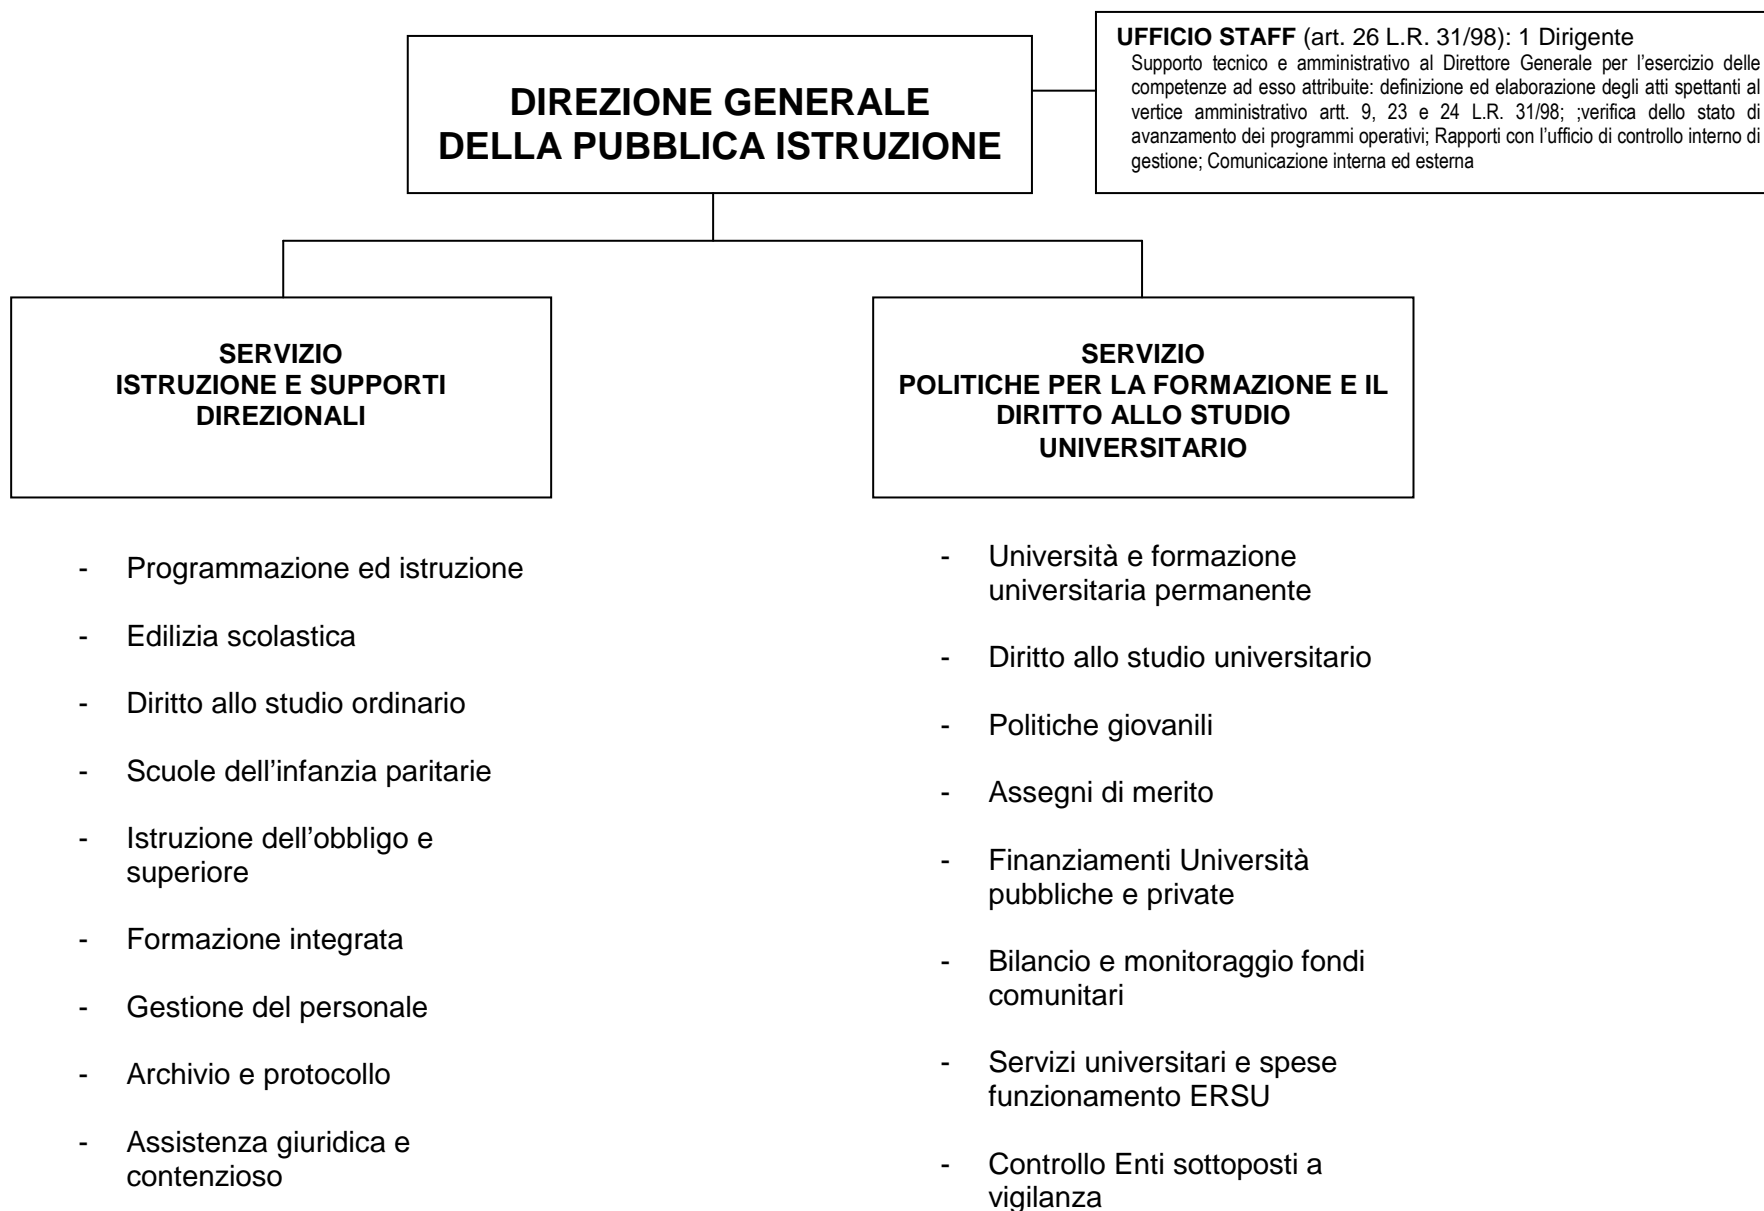 UFFICIO STAFF (art. 26 L.R. 31/98): 1 Dirigente
Supporto tecnico e amministrativo al Direttore Generale per l’esercizio delle
competenze ad esso attribuite: definizione ed elaborazione degli atti spettanti al
vertice amministrativo artt. 9, 23 e 24 L.R. 31/98; ;verifica dello stato di
avanzamento dei programmi operativi; Rapporti con l’ufficio di controllo interno di
gestione; Comunicazione interna ed esterna
DIREZIONE GENERALE
DELLA PUBBLICA ISTRUZIONE
SERVIZIO
ISTRUZIONE E SUPPORTI
DIREZIONALI
- Programmazione ed istruzione
- Edilizia scolastica
- Diritto allo studio ordinario
- Scuole dell’infanzia paritarie
- Istruzione dell’obbligo e
superiore
- Formazione integrata
- Gestione del personale
- Archivio e protocollo
- Assistenza giuridica e
contenzioso
SERVIZIO
POLITICHE PER LA FORMAZIONE E IL
DIRITTO ALLO STUDIO
UNIVERSITARIO
- Università e formazione
universitaria permanente
- Diritto allo studio universitario
- Politiche giovanili
- Assegni di merito
- Finanziamenti Università
pubbliche e private
- Bilancio e monitoraggio fondi
comunitari
- Servizi universitari e spese
funzionamento ERSU
- Controllo Enti sottoposti a
vigilanza